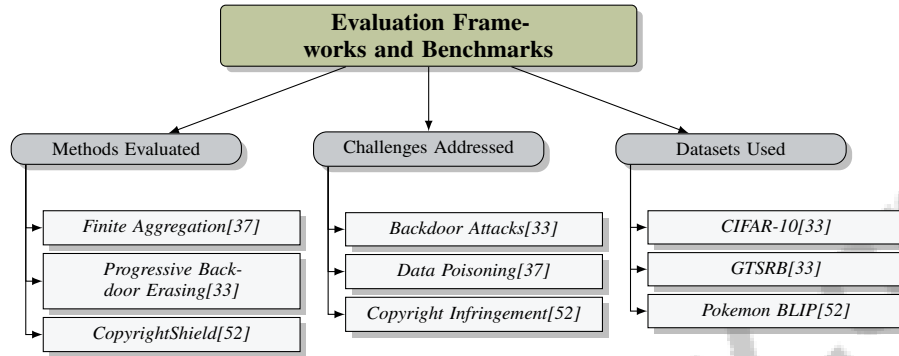 Evaluation Frame-
works and Benchmarks
Methods Evaluated
Challenges Addressed
Datasets Used
Finite Aggregation[37]
Progressive Back-
door Erasing[33]
CopyrightShield[52]
Backdoor Attacks[33]
Data Poisoning[37]
Copyright Infringement[52]
CIFAR-10[33]
GTSRB[33]
Pokemon BLIP[52]